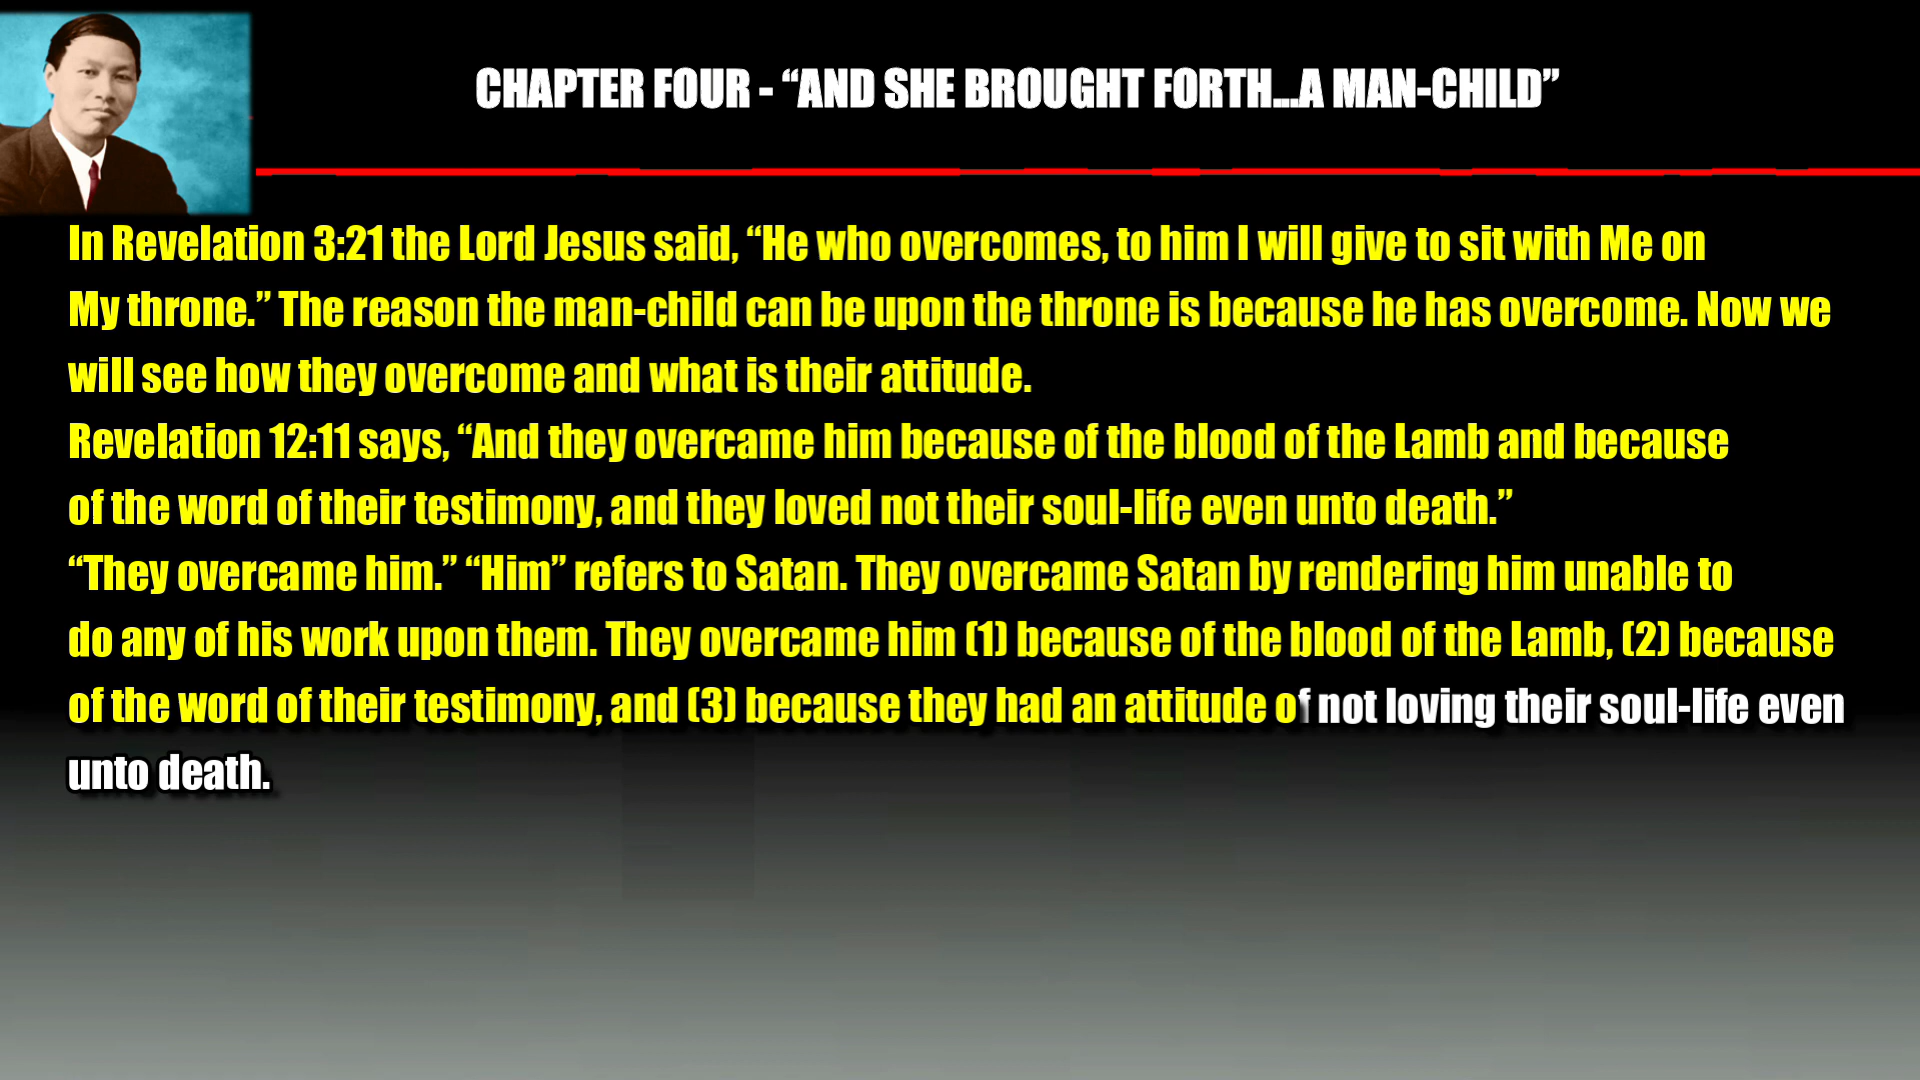 CHAPTER FOUR - “AND SHE BROUGHT FORTH...A MAN-CHILD”
In Revelation 3:21 the Lord Jesus said, “He who overcomes, to him I will give to sit with Me on
My throne.” The reason the man-child can be upon the throne is because he has overcome. Now we
will see how they overcome and what is their attitude.
Revelation 12:11 says, “And they overcame him because of the blood of the Lamb and because
of the word of their testimony, and they loved not their soul-life even unto death.”
“They overcame him.” “Him” refers to Satan. They overcame Satan by rendering him unable to
do any of his work upon them. They overcame him (1) because of the blood of the Lamb, (2) because
of the word of their testimony, and (3) because they had an attitude of not loving their soul-life even
unto death.